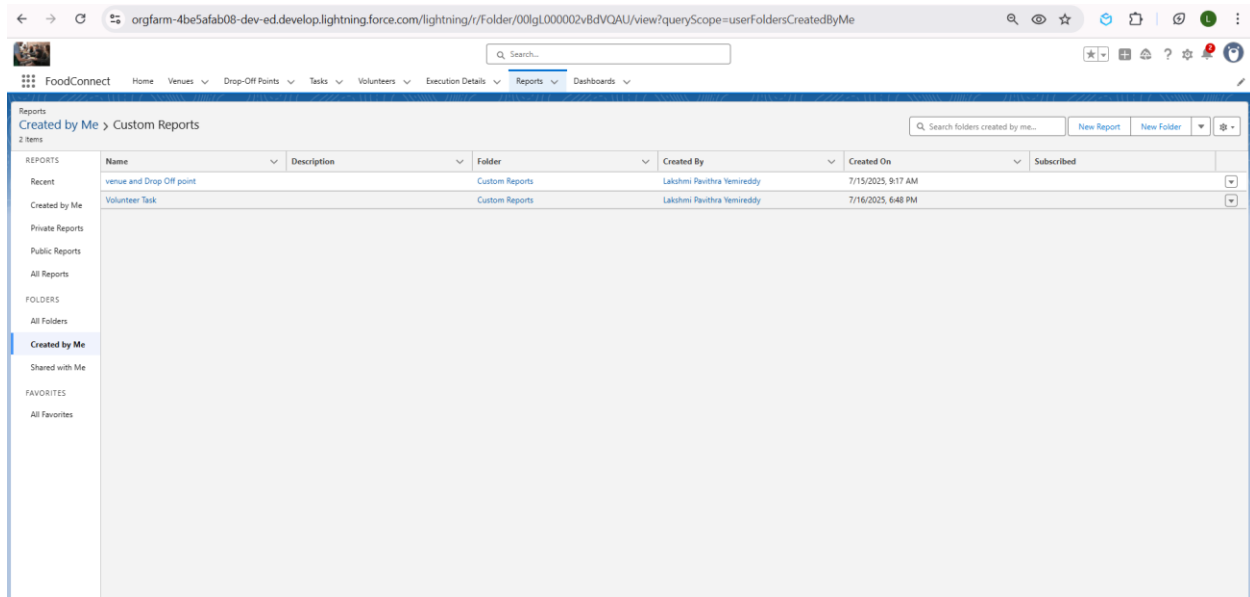 orgfarm-4be5afab08-dev-ed.develop.lightning.force.com/lightning/r/Folder/00lgL000002vBdVQAU/view?queryScope=userFoldersCreatedByMe
L
Search...
2
FoodConnect Home Venues Drop-Off Points Tasks Volunteers Execution Details Reports Dashboards
Reports
Created by Me > Custom Reports
2 items
Search folders created by me...
New Report
New Folder
REPORTS
Recent
Created by Me
Private Reports
Public Reports
All Reports
FOLDERS
All Folders
Created by Me
Shared with Me
FAVORITES
All Favorites
Name Description Folder Created By Created On Subscribed
venue and Drop Off point Custom Reports Lakshmi Pavithra Yemireddy 7/15/2025, 9:17 AM
Volunteer Task Custom Reports Lakshmi Pavithra Yemireddy 7/16/2025, 6:48 PM